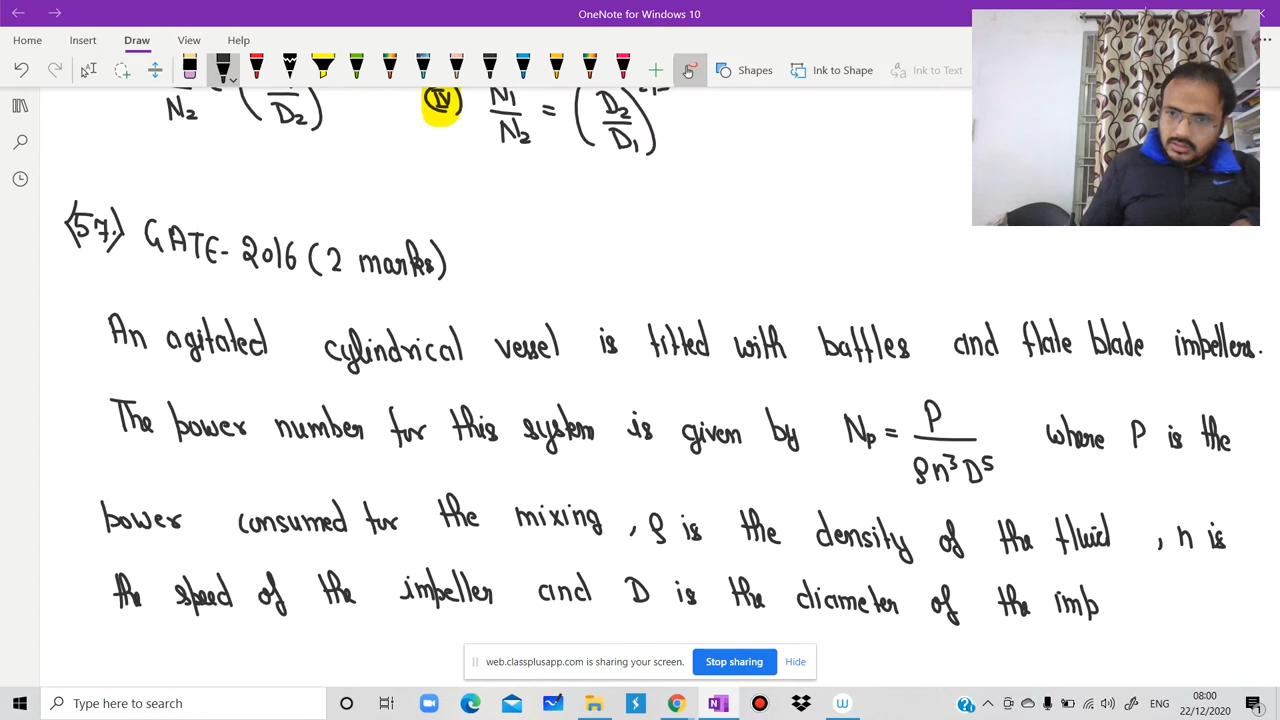 OneNote for Windows 10
Home Insert Draw View Help
Shapes Ink to Shape Ink to Text
N₂ D₂
IV) N₁/N₂ = (D₂/D₁)
<57.> GATE-2016 (2 marks)
An agitated cylindrical vessel is fitted with baffles and flate blade impellers.
The power number for this system is given by Nₚ = P/ρn³D⁵ where P is the
power consumed for the mixing, ρ is the density of the fluid, n is
the speed of the impeller and D is the diameter of the imp
web.classplusapp.com is sharing your screen. Stop sharing Hide
Type here to search
ENG
08:00
22/12/2020